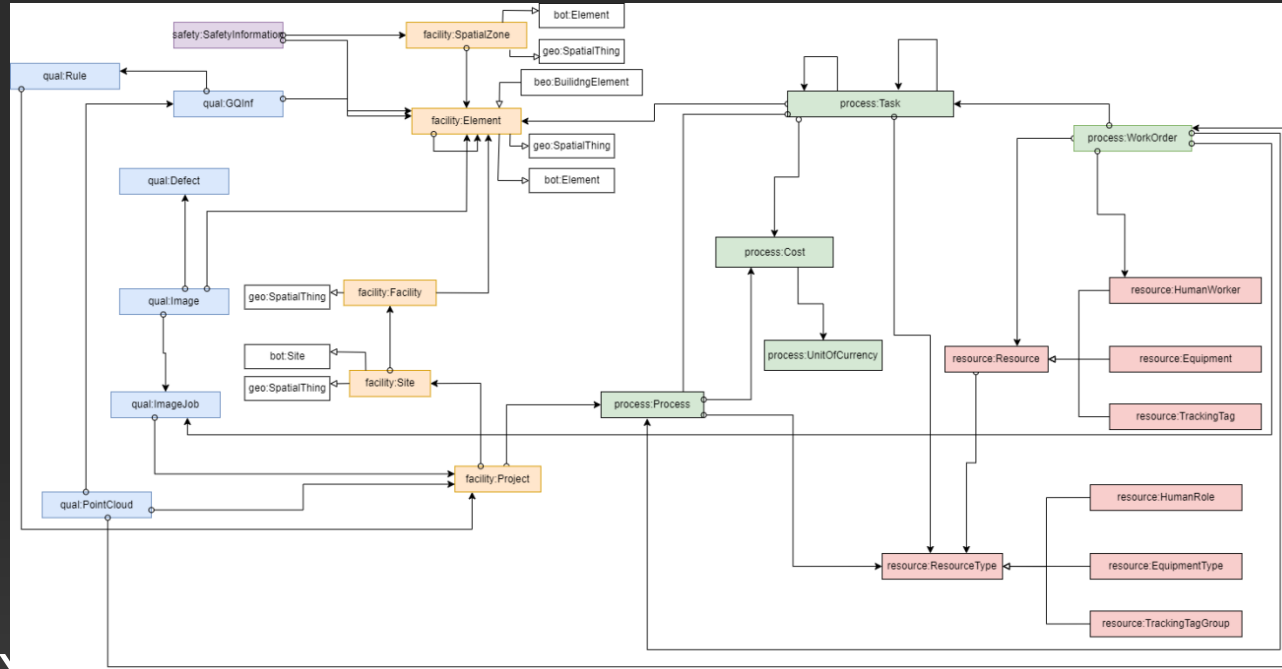 bot:Element
safety:SafetyInformation
facility:SpatialZone
geo:SpatialThing
qual:Rule
beo:BuilidngElement
qual:GQInf
process:Task
facility:Element
process:WorkOrder
geo:SpatialThing
qual:Defect
bot:Element
process:Cost
resource:HumanWorker
qual:Image
facility:Facility
geo:SpatialThing
bot:Site
process:UnitOfCurrency
resource:Resource
resource:Equipment
geo:SpatialThing
facility:Site
qual:ImageJob
process:Process
resource:TrackingTag
facility:Project
qual:PointCloud
resource:HumanRole
resource:ResourceType
resource:EquipmentType
resource:TrackingTagGroup